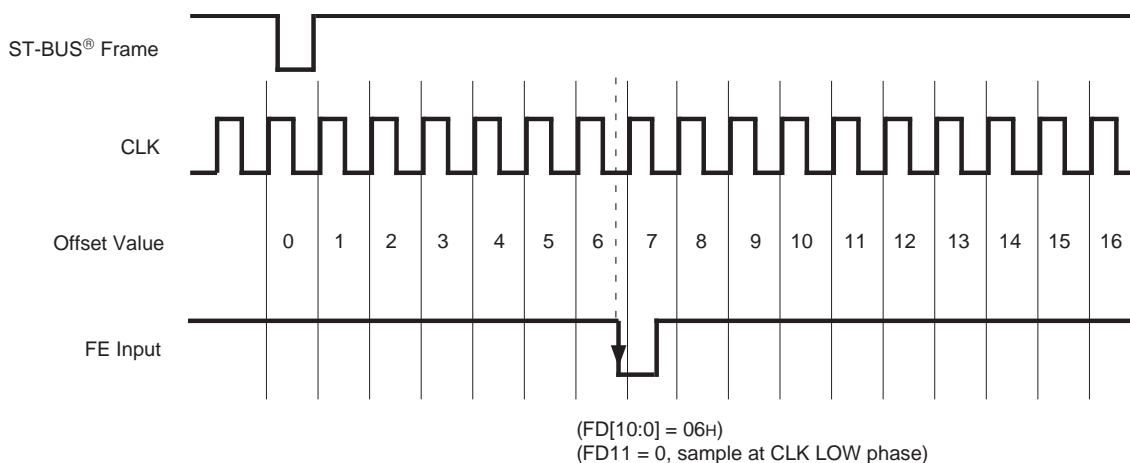 ST-BUS® Frame
CLK
Offset Value 0 1 2 3 4 5 6 7 8 9 10 11 12 13 14 15 16
FE Input
(FD[10:0] = 06H)
(FD11 = 0, sample at CLK LOW phase)